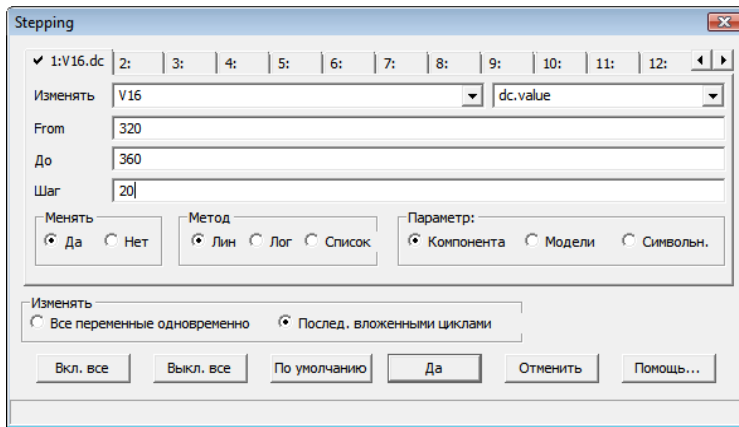 Stepping
1:V16.dc 2: 3: 4: 5: 6: 7: 8: 9: 10: 11: 12:
Изменять V16 dc.value
From 320
До 360
Шаг 20
Менять Метод Параметр:
Да Нет Лин Лог Список Компонента Модели Символьн.
Изменять
Все переменные одновременно Послед. вложенными циклами
Вкл. все Выкл. все По умолчанию Да Отменить Помощь...